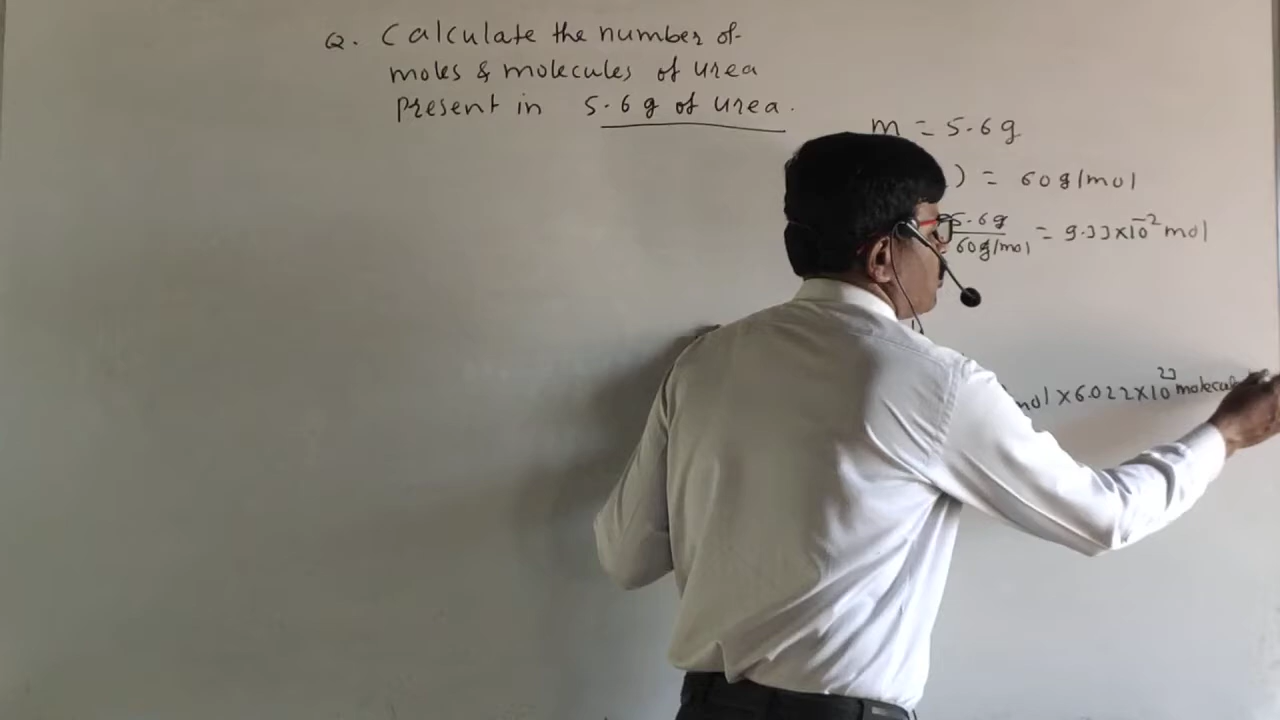 Q. Calculate the number of
moles & molecules of urea
present in 5.6 g of urea.
m = 5.6 g
) = 60 g/mol
5.6 g / 60 g/mol = 9.33 × 10⁻² mol
mol × 6.022 × 10²³ molecul